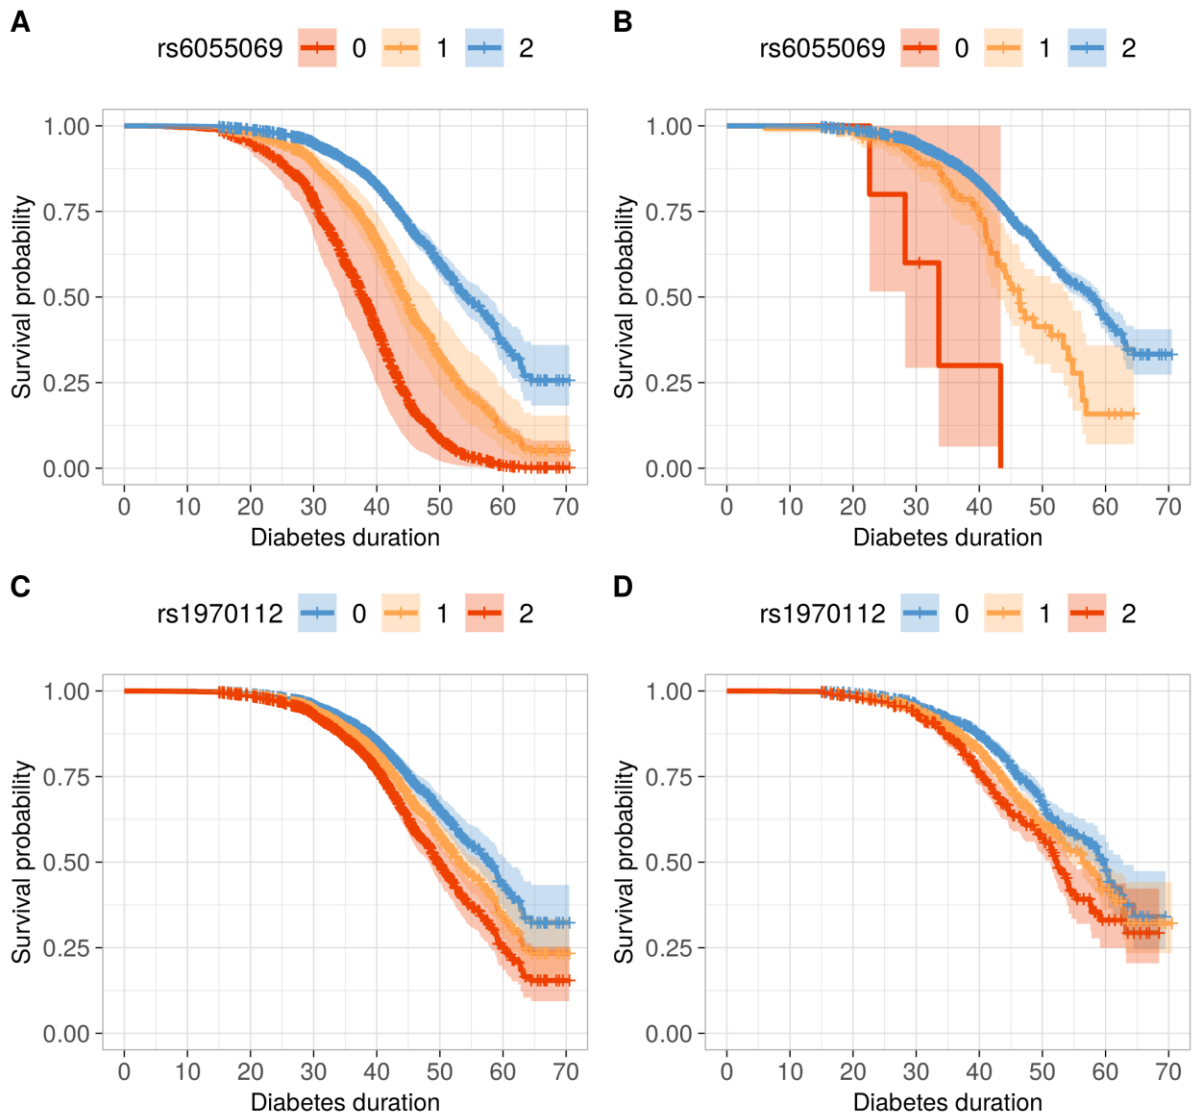 A
rs6055069 0 1 2
Survival probability
1.00
0.75
0.50
0.25
0.00
0 10 20 30 40 50 60 70
Diabetes duration
B
rs6055069 0 1 2
Survival probability
1.00
0.75
0.50
0.25
0.00
0 10 20 30 40 50 60 70
Diabetes duration
C
rs1970112 0 1 2
Survival probability
1.00
0.75
0.50
0.25
0.00
0 10 20 30 40 50 60 70
Diabetes duration
D
rs1970112 0 1 2
Survival probability
1.00
0.75
0.50
0.25
0.00
0 10 20 30 40 50 60 70
Diabetes duration